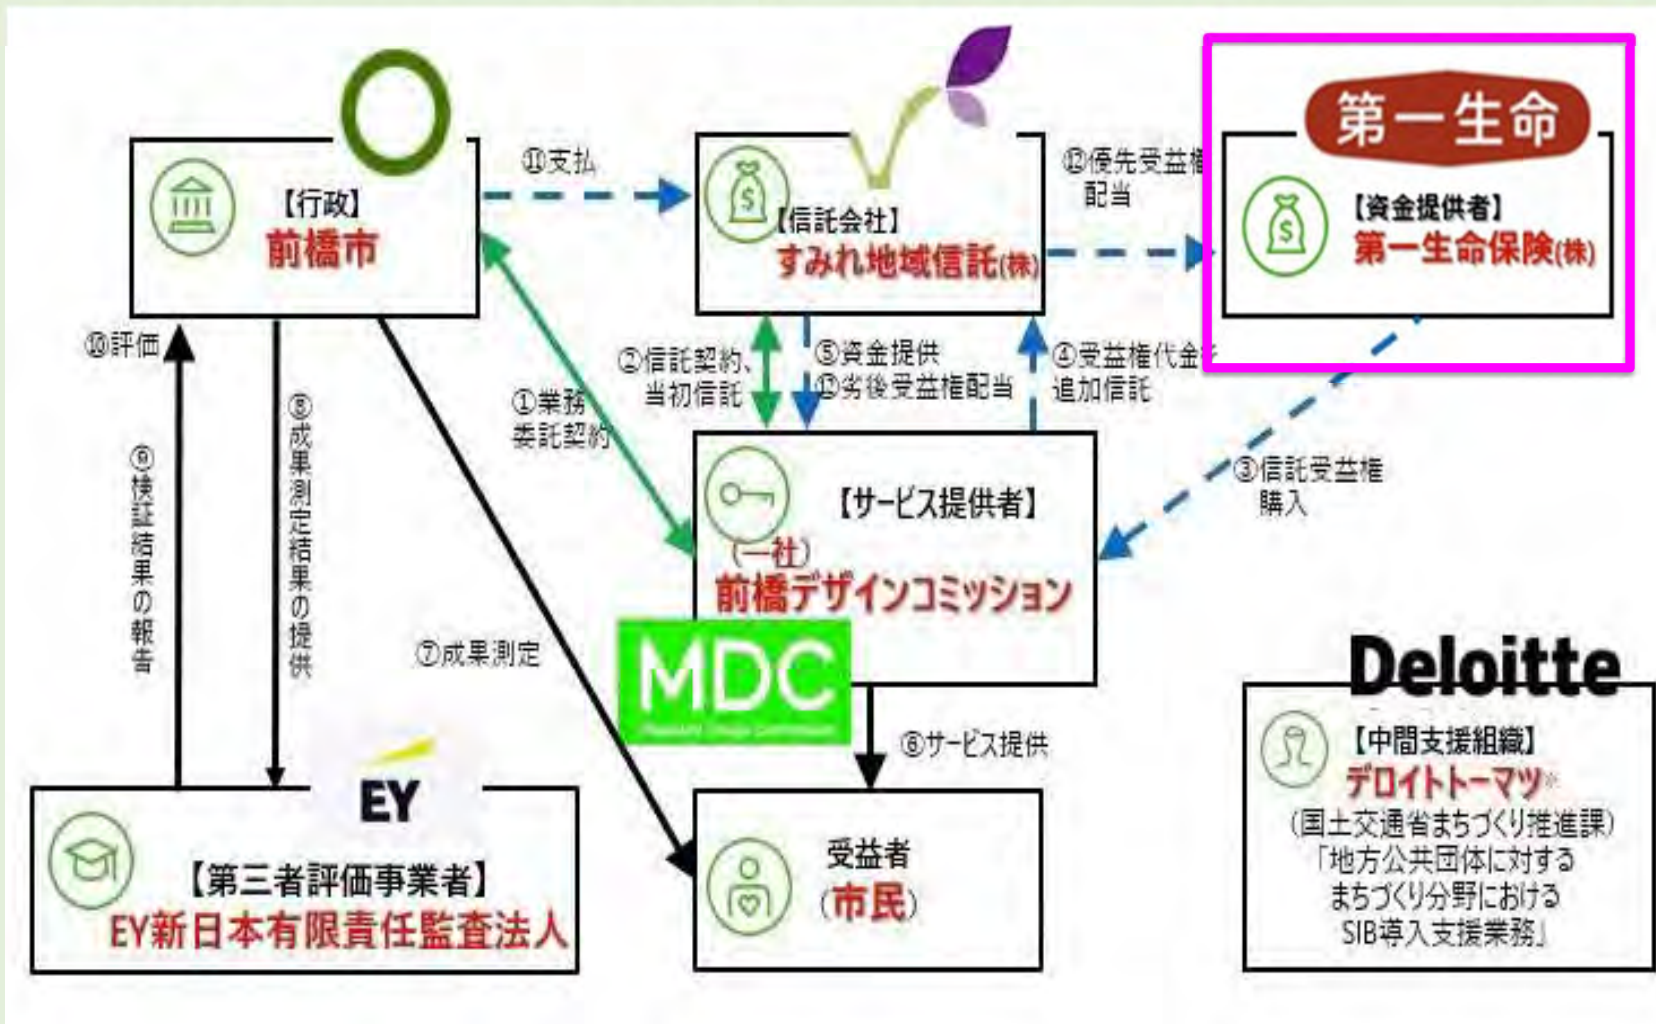 【行政】
前橋市
⑪支払
【信託会社】
すみれ地域信託(株)
⑫優先受益権
配当
第一生命
【資金提供者】
第一生命保険(株)
⑩評価
②信託契約、
当初信託
⑤資金提供
⑫劣後受益権配当
④受益権代金を
追加信託
①業務
委託契約
③信託受益権
購入
⑨検証結果の報告
⑧成果測定結果の提供
⑦成果測定
【サービス提供者】
(一社)
前橋デザインコミッション
MDC
⑥サービス提供
EY
【第三者評価事業者】
EY新日本有限責任監査法人
受益者
(市民)
Deloitte
【中間支援組織】
デロイトトーマツ※
(国土交通省まちづくり推進課)
「地方公共団体に対する
まちづくり分野における
SIB導入支援業務」